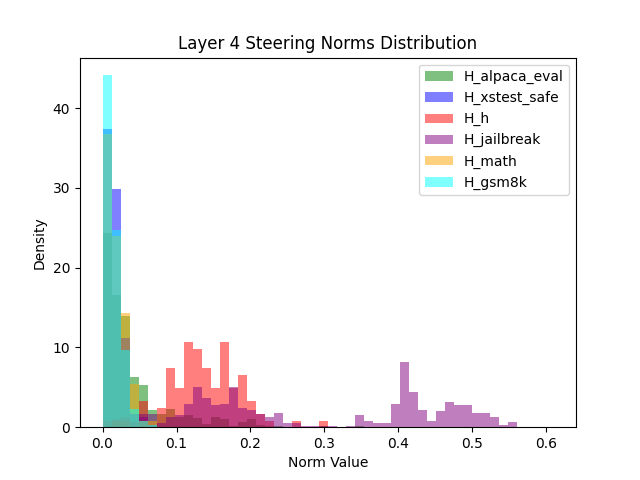 Layer 4 Steering Norms Distribution
H_alpaca_eval
H_xstest_safe
H_h
H_jailbreak
H_math
H_gsm8k
Density
40
30
20
10
0
0.0 0.1 0.2 0.3 0.4 0.5 0.6
Norm Value